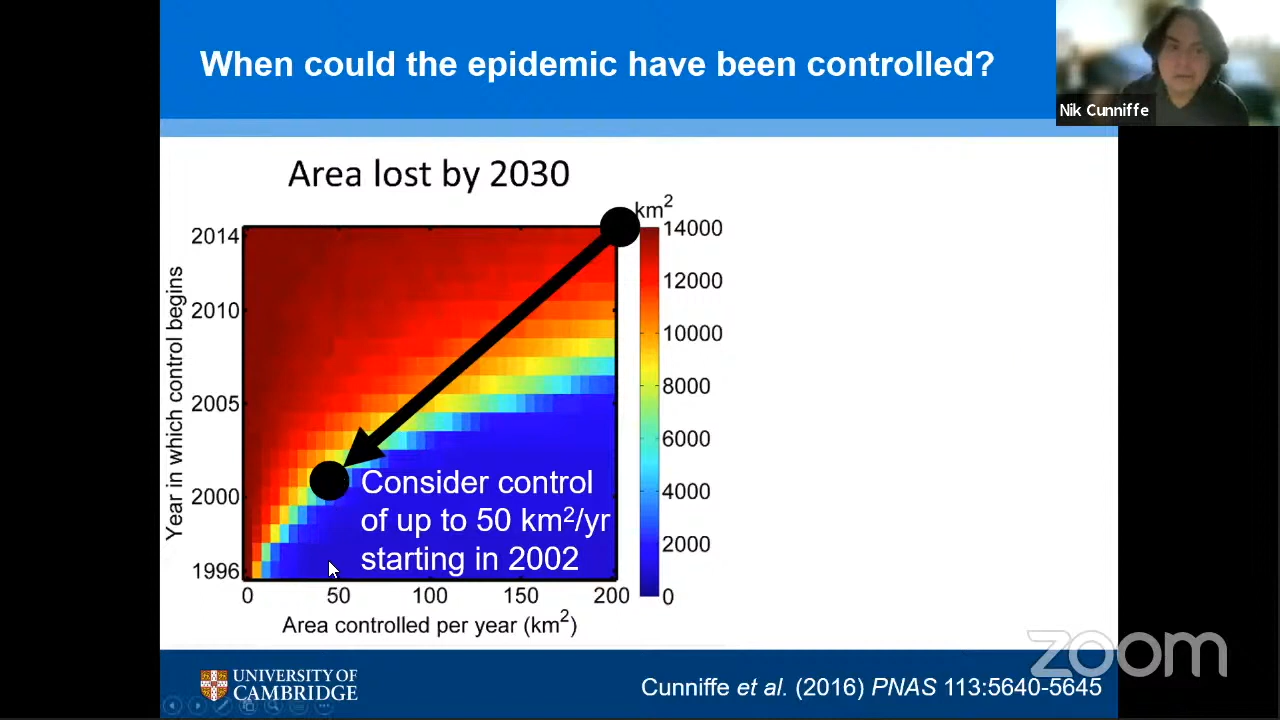 When could the epidemic have been controlled?
Nik Cunniffe
Area lost by 2030
km²
Year in which control begins
2014
2010
2005
2000
1996
0 50 100 150 200
Area controlled per year (km²)
14000
12000
10000
8000
6000
4000
2000
0
Consider control
of up to 50 km²/yr
starting in 2002
zoom
UNIVERSITY OF
CAMBRIDGE
Cunniffe et al. (2016) PNAS 113:5640-5645